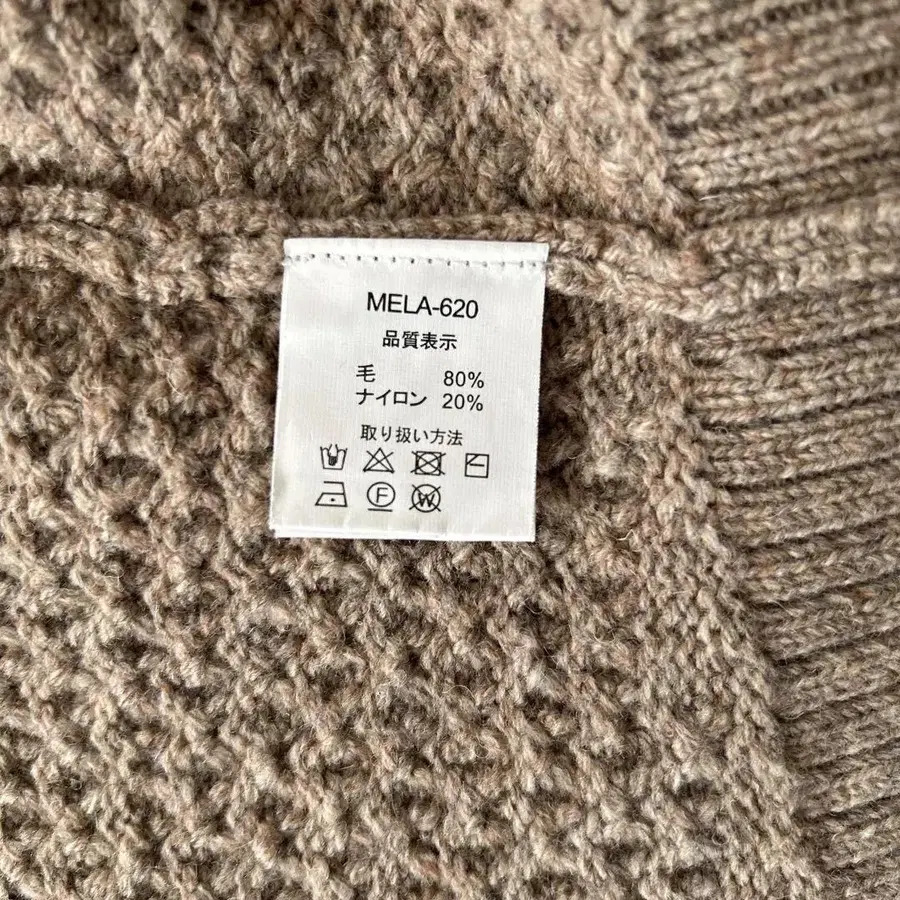 MELA-620
品質表示
毛 80%
ナイロン 20%
取り扱い方法
F
W